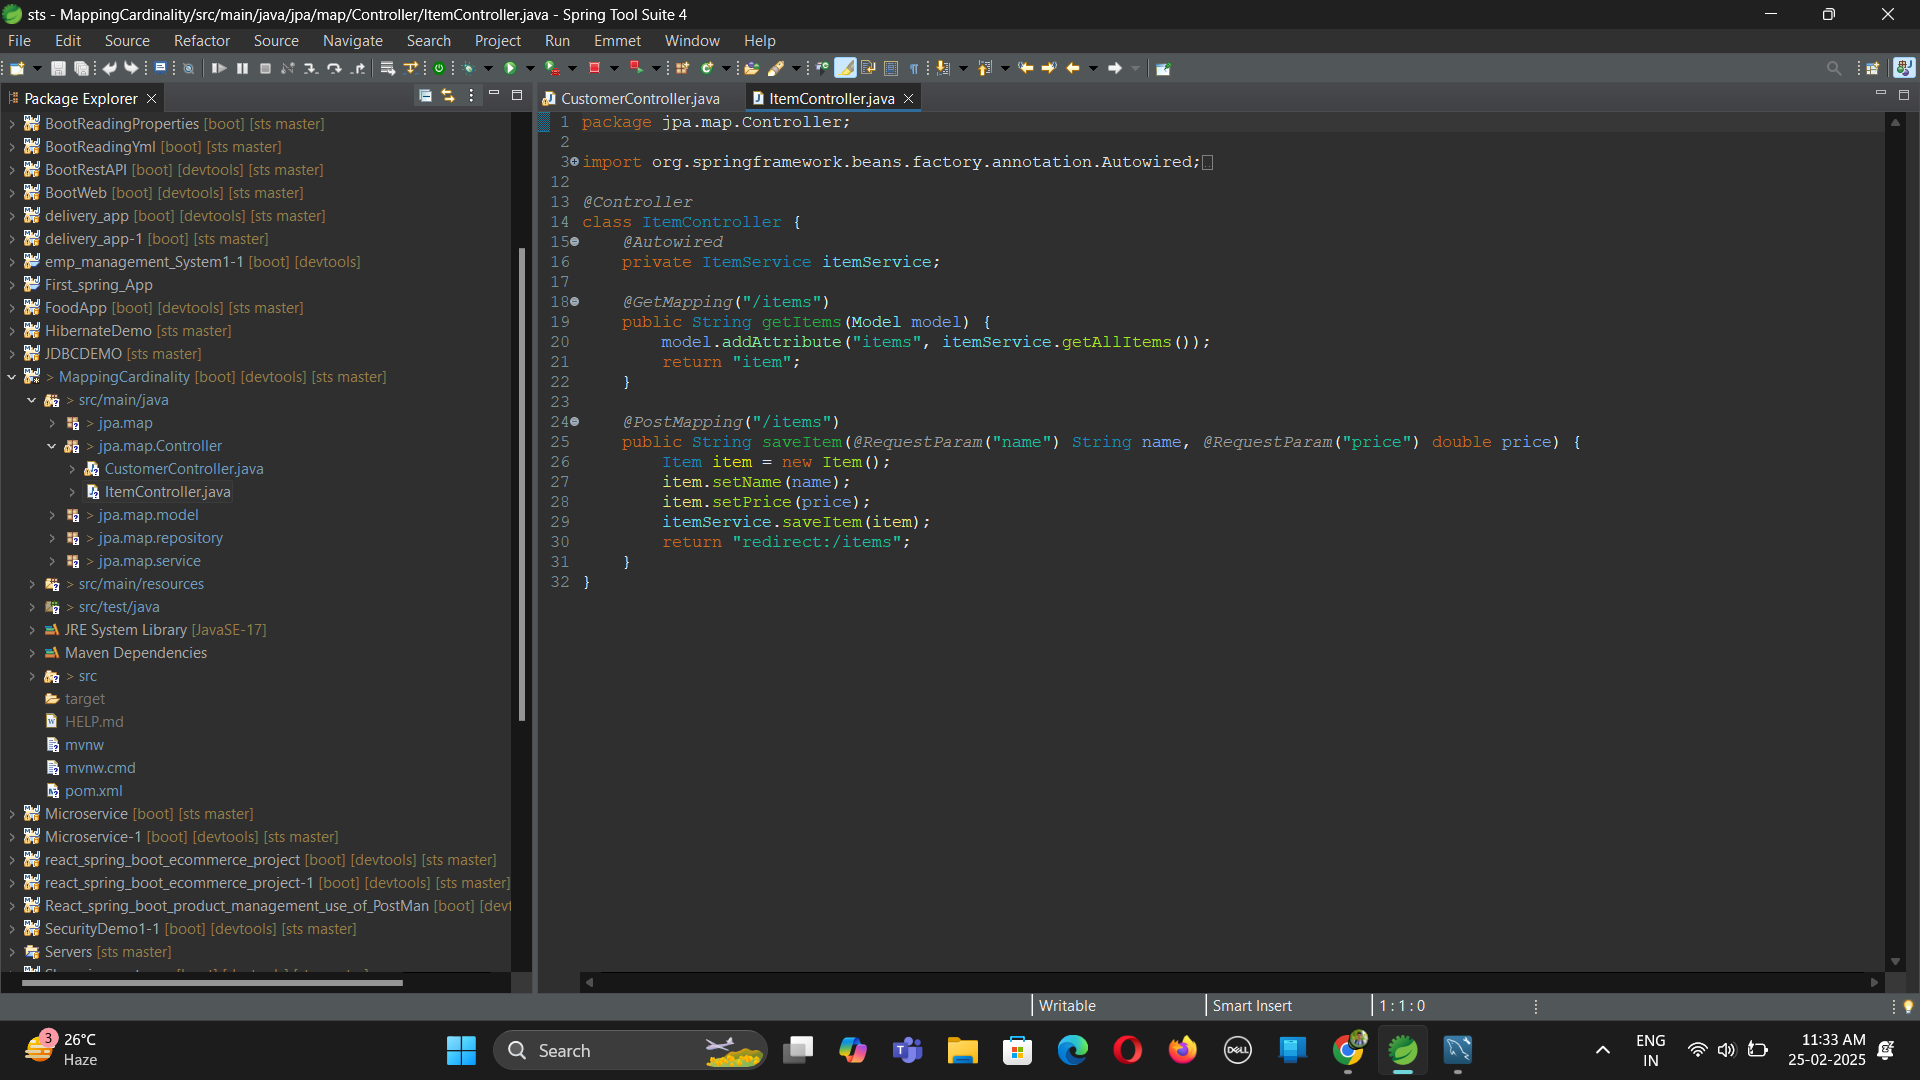 sts - MappingCardinality/src/main/java/jpa/map/Controller/ItemController.java - Spring Tool Suite 4
File Edit Source Refactor Source Navigate Search Project Run Emmet Window Help
Package Explorer
BootReadingProperties [boot] [sts master]
BootReadingYml [boot] [sts master]
BootRestAPI [boot] [devtools] [sts master]
BootWeb [boot] [devtools] [sts master]
delivery_app [boot] [devtools] [sts master]
delivery_app-1 [boot] [sts master]
emp_management_System1-1 [boot] [devtools]
First_spring_App
FoodApp [boot] [devtools] [sts master]
HibernateDemo [sts master]
JDBCDEMO [sts master]
> MappingCardinality [boot] [devtools] [sts master]
> src/main/java
> jpa.map
> jpa.map.Controller
CustomerController.java
ItemController.java
> jpa.map.model
> jpa.map.repository
> jpa.map.service
> src/main/resources
> src/test/java
JRE System Library [JavaSE-17]
Maven Dependencies
> src
target
HELP.md
mvnw
mvnw.cmd
pom.xml
Microservice [boot] [sts master]
Microservice-1 [boot] [devtools] [sts master]
react_spring_boot_ecommerce_project [boot] [devtools] [sts master]
react_spring_boot_ecommerce_project-1 [boot] [devtools] [sts master]
React_spring_boot_product_management_use_of_PostMan [boot] [devt
SecurityDemo1-1 [boot] [devtools] [sts master]
Servers [sts master]
CustomerController.java ItemController.java
1 package jpa.map.Controller;
2
3 import org.springframework.beans.factory.annotation.Autowired;
12
13 @Controller
14 class ItemController {
15 @Autowired
16 private ItemService itemService;
17
18 @GetMapping("/items")
19 public String getItems(Model model) {
20 model.addAttribute("items", itemService.getAllItems());
21 return "item";
22 }
23
24 @PostMapping("/items")
25 public String saveItem(@RequestParam("name") String name, @RequestParam("price") double price) {
26 Item item = new Item();
27 item.setName(name);
28 item.setPrice(price);
29 itemService.saveItem(item);
30 return "redirect:/items";
31 }
32 }
Writable Smart Insert 1 : 1 : 0
3
26°C
Haze
Search
DELL
ENG
IN
11:33 AM
25-02-2025